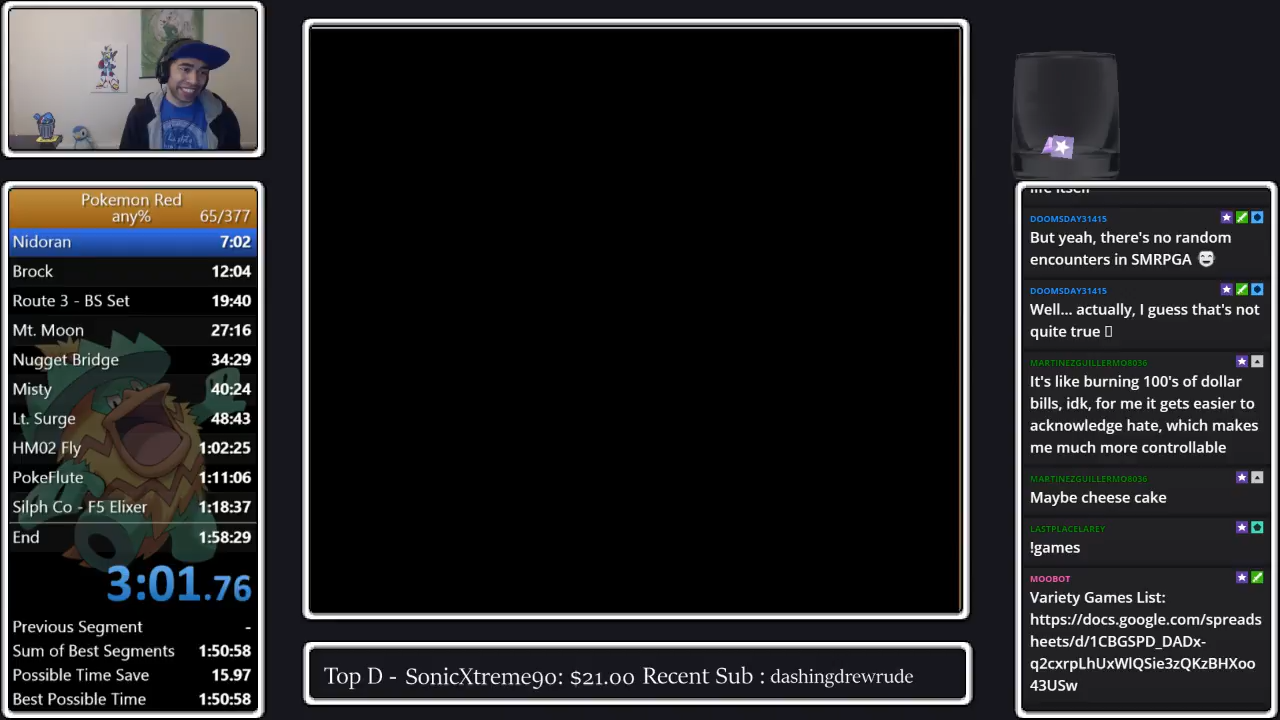 Pokemon Red
any% 65/377
Nidoran 7:02
Brock 12:04
Route 3 - BS Set 19:40
Mt. Moon 27:16
Nugget Bridge 34:29
Misty 40:24
Lt. Surge 48:43
HM02 Fly 1:02:25
PokeFlute 1:11:06
Silph Co - F5 Elixer 1:18:37
End 1:58:29
3:01.76
Previous Segment -
Sum of Best Segments 1:50:58
Possible Time Save 15.97
Best Possible Time 1:50:58
Top D - SonicXtreme90: $21.00 Recent Sub : dashingdrewrude
life itself
DOOMSDAY31415
But yeah, there's no random
encounters in SMRPGA
DOOMSDAY31415
Well... actually, I guess that's not
quite true
MARTINEZGUILLERMO8036
It's like burning 100's of dollar
bills, idk, for me it gets easier to
acknowledge hate, which makes
me much more controllable
MARTINEZGUILLERMO8036
Maybe cheese cake
LASTPLACELAREY
!games
MOOBOT
Variety Games List:
https://docs.google.com/spreads
heets/d/1CBGSPD_DADx-
q2cxrpLhUxWlQSie3zQKzBHXoo
43USw